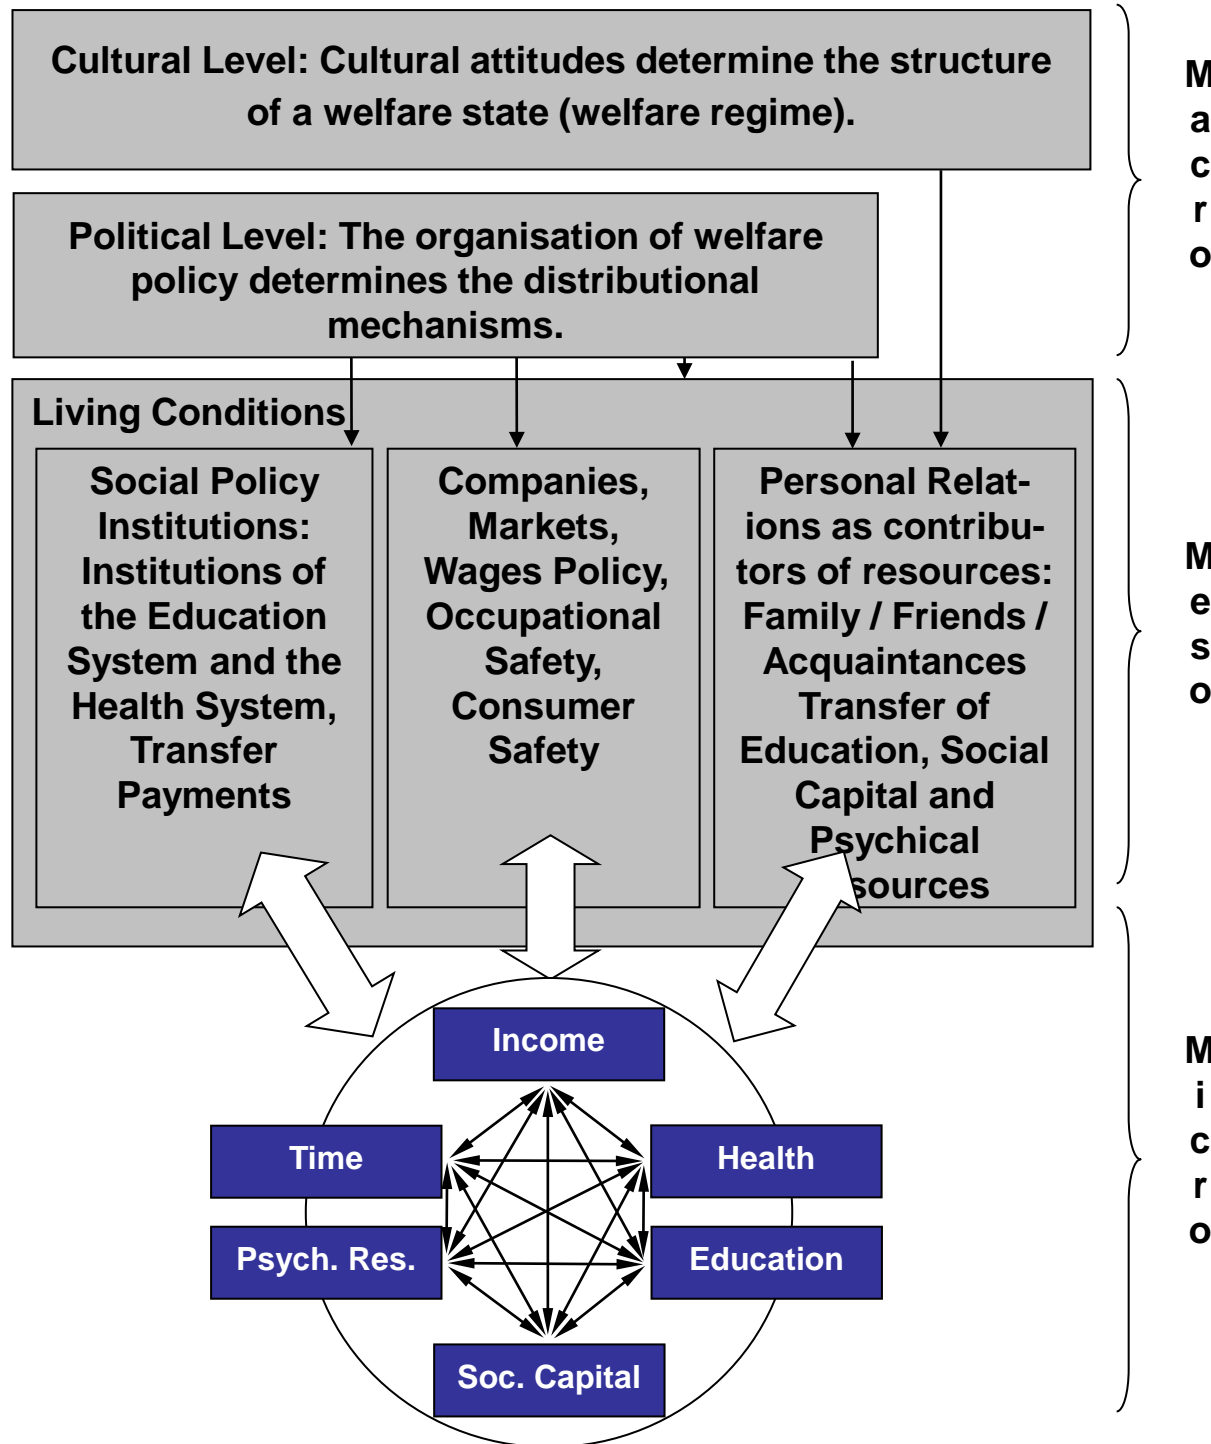 Cultural Level: Cultural attitudes determine the structure
of a welfare state (welfare regime).
Political Level: The organisation of welfare
policy determines the distributional
mechanisms.
M
a
c
r
o
Living Conditions
Social Policy
Institutions:
Institutions of
the Education
System and the
Health System,
Transfer
Payments
Companies,
Markets,
Wages Policy,
Occupational
Safety,
Consumer
Safety
Personal Relat-
ions as contribu-
tors of resources:
Family / Friends /
Acquaintances
Transfer of
Education, Social
Capital and
Psychical
sources
M
e
s
o
Income
Time
Health
Psych. Res.
Education
Soc. Capital
M
i
c
r
o